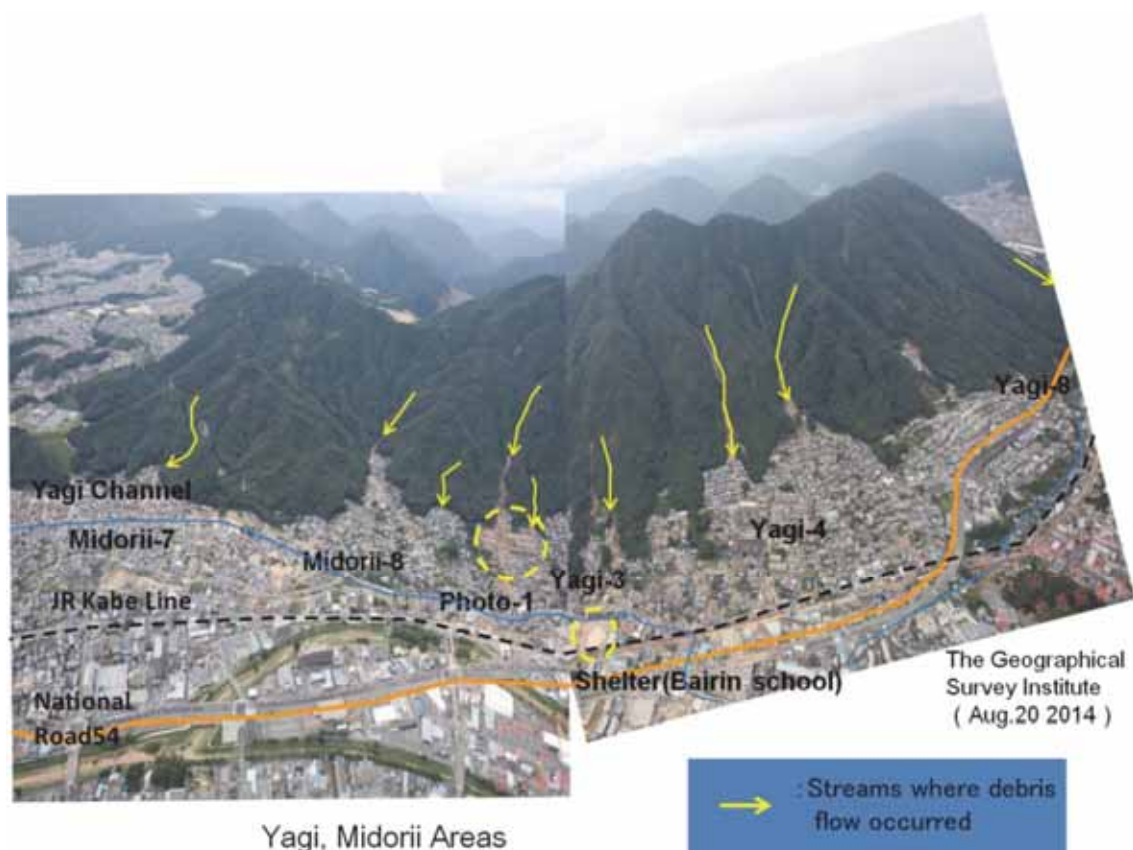 Yagi-8
Yagi Channel
Midorii-7
Midorii-8
Yagi-4
Yagi-3
JR Kabe Line
Photo-1
Shelter(Bairin school)
National
Road54
The Geographical
Survey Institute
( Aug.20 2014 )
:Streams where debris
flow occurred
Yagi, Midorii Areas